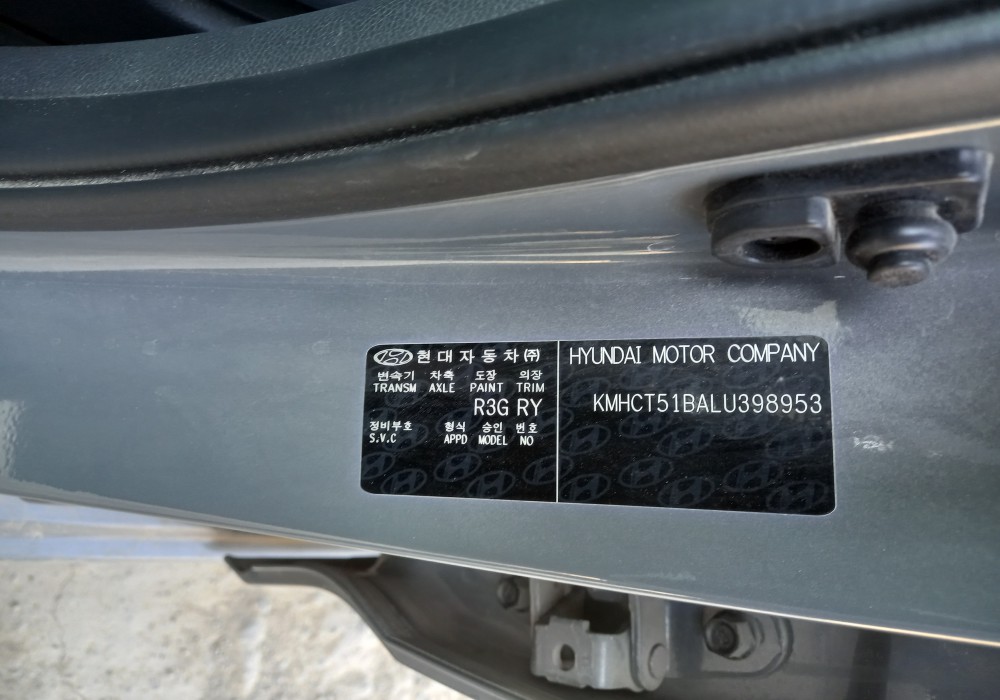 현대자동차(주)
변속기 차축 도장 의장
TRANSM AXLE PAINT TRIM
R3G RY
정비부호 형식 승인 번호
S.V.C APPD MODEL NO
HYUNDAI MOTOR COMPANY
KMHCT51BALU398953